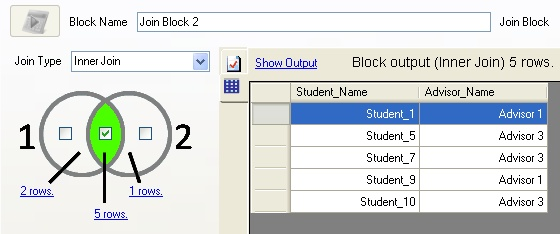 Block Name Join Block 2 Join Block
Join Type Inner Join
Show Output Block output (Inner Join) 5 rows.
1 2
2 rows. 5 rows. 1 rows.
Student_Name Advisor_Name
Student_1 Advisor 1
Student_5 Advisor 3
Student_7 Advisor 3
Student_9 Advisor 1
Student_10 Advisor 3